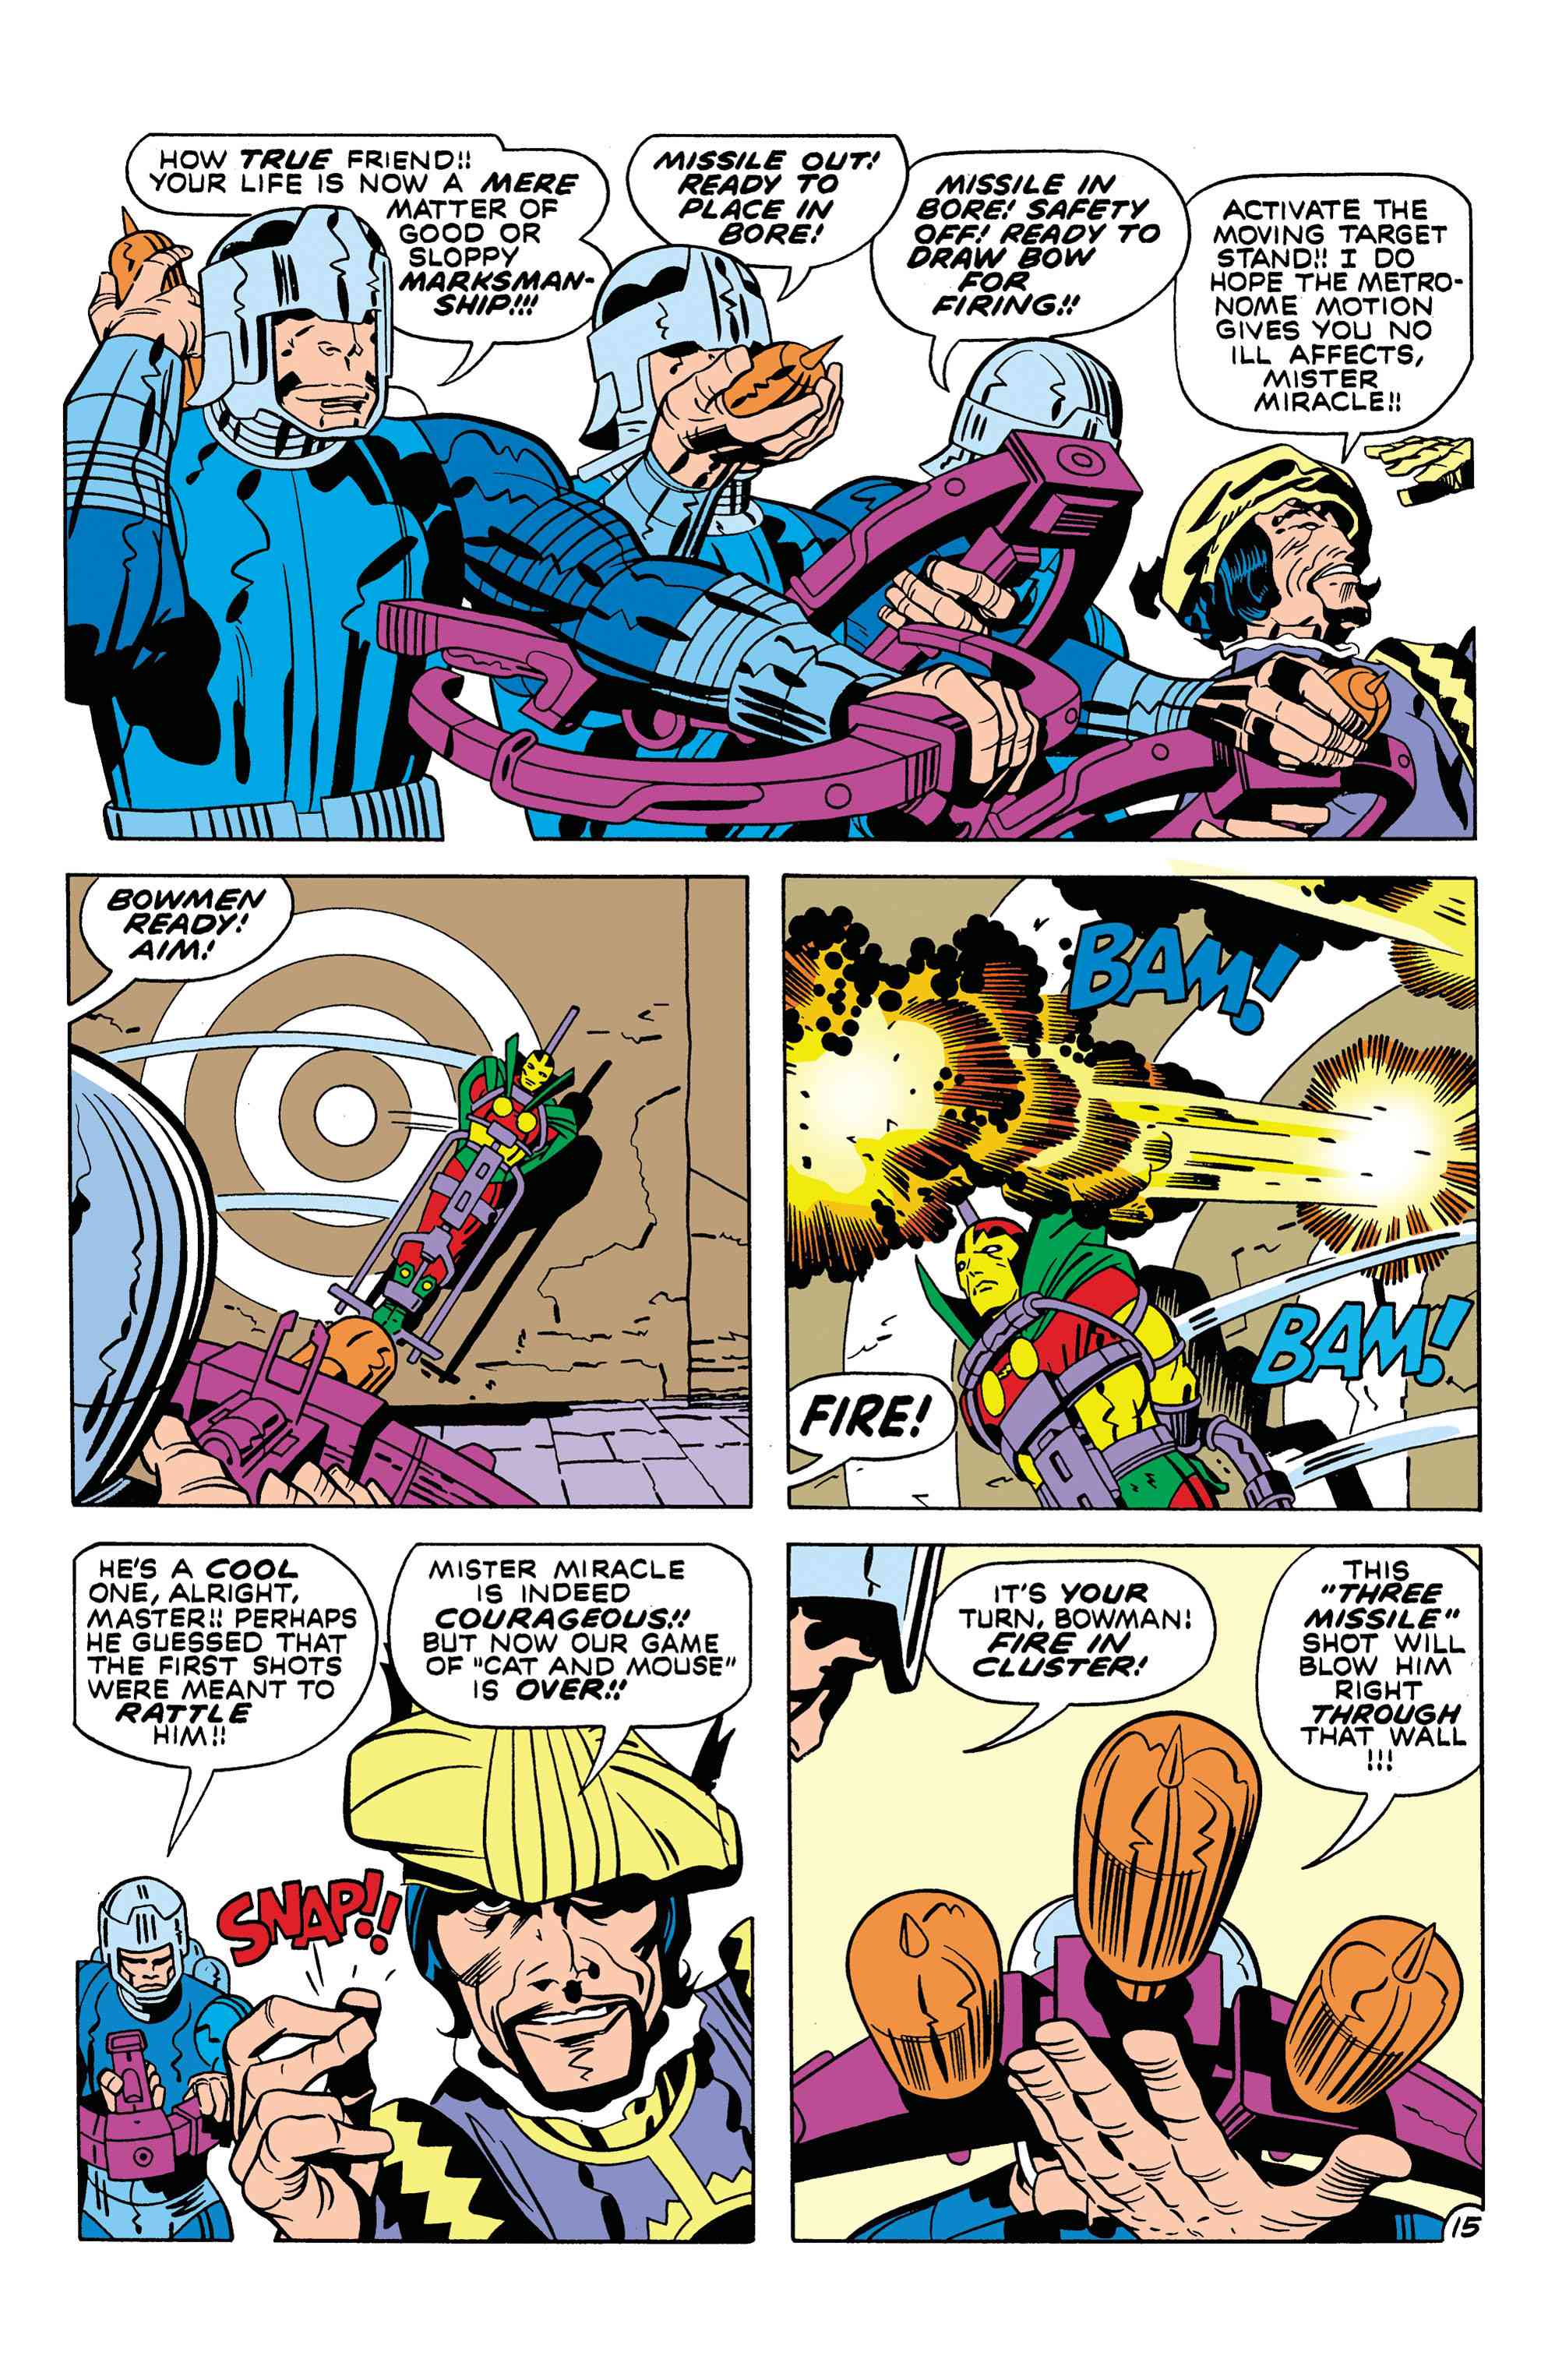 HOW TRUE FRIEND!!
YOUR LIFE IS NOW A MERE
MATTER OF
GOOD OR
SLOPPY
MARKSMAN-
SHIP!!!
MISSILE OUT!
READY TO
PLACE IN
BORE!
MISSILE IN
BORE! SAFETY
OFF! READY TO
DRAW BOW
FOR
FIRING!!
ACTIVATE THE
MOVING TARGET
STAND!! I DO
HOPE THE METRO-
NOME MOTION
GIVES YOU NO
ILL AFFECTS,
MISTER
MIRACLE!!
BOWMEN
READY!
AIM!
BAM!
BAM!
FIRE!
HE'S A COOL
ONE, ALRIGHT,
MASTER!! PERHAPS
HE GUESSED THAT
THE FIRST SHOTS
WERE MEANT TO
RATTLE
HIM!!
MISTER MIRACLE
IS INDEED
COURAGEOUS!!
BUT NOW OUR GAME
OF "CAT AND MOUSE"
IS OVER!!
SNAP!!
IT'S YOUR
TURN, BOWMAN!
FIRE IN
CLUSTER!
THIS
"THREE
MISSILE"
SHOT WILL
BLOW HIM
RIGHT
THROUGH
THAT WALL
!!!
15